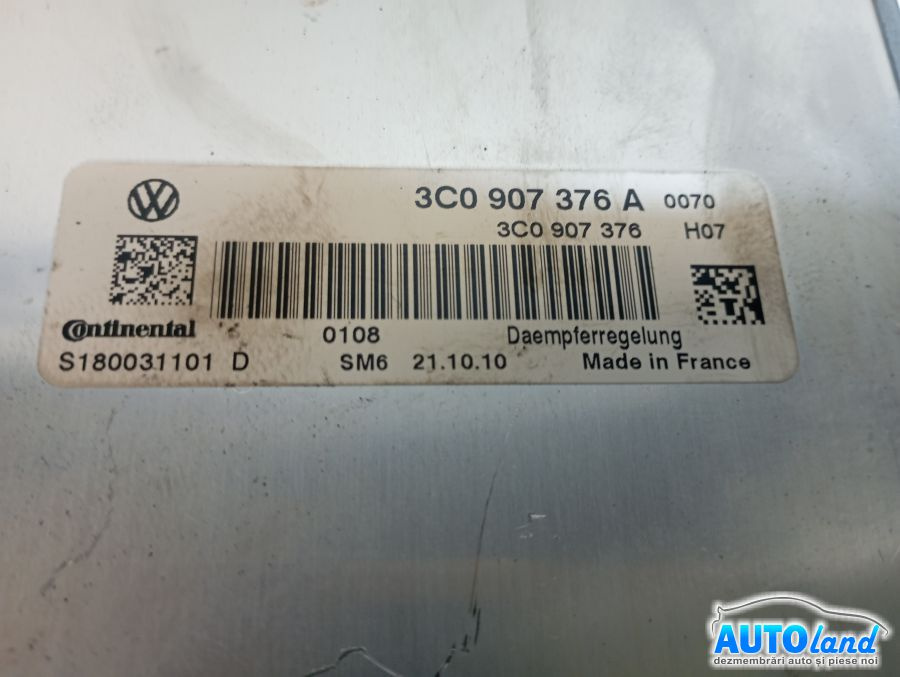 3C0 907 376 A 0070
3C0 907 376 H07
Continental
0108 Daempferregelung
S180031101 D SM6 21.10.10 Made in France
AUTOland
dezmembrări auto și piese noi